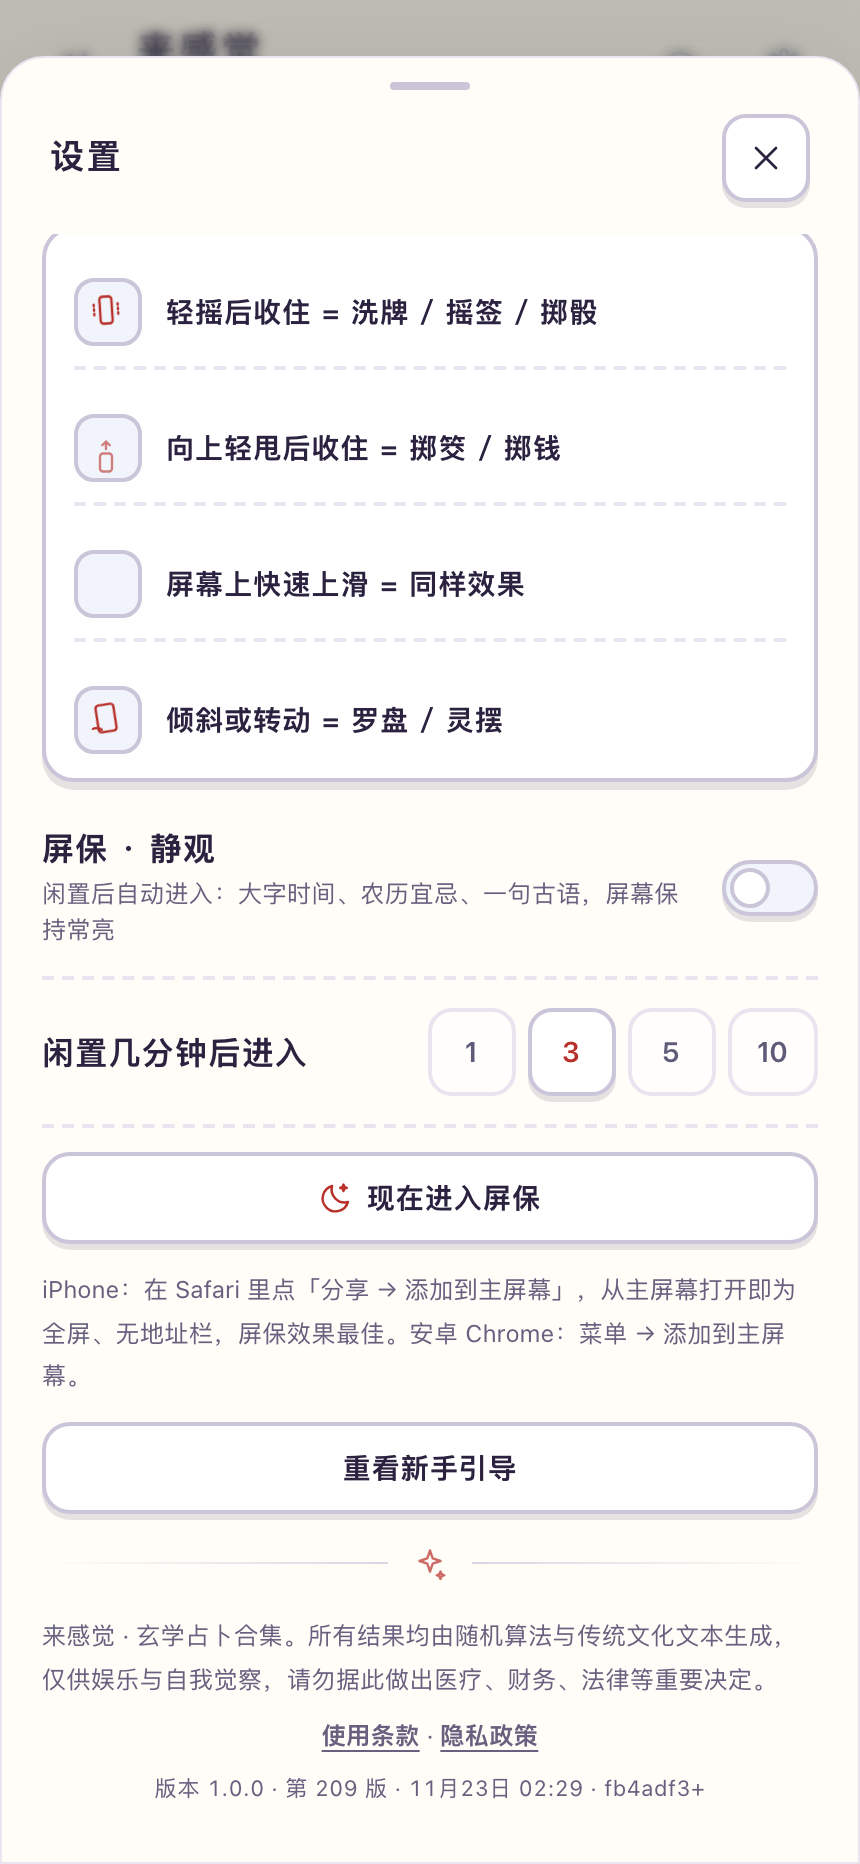 来感觉
设置
轻摇后收住 = 洗牌 / 摇签 / 掷骰
向上轻甩后收住 = 掷筊 / 掷钱
屏幕上快速上滑 = 同样效果
倾斜或转动 = 罗盘 / 灵摆
屏保 · 静观
闲置后自动进入：大字时间、农历宜忌、一句古语，屏幕保
持常亮
闲置几分钟后进入 1 3 5 10
现在进入屏保
iPhone：在 Safari 里点「分享 → 添加到主屏幕」，从主屏幕打开即为
全屏、无地址栏，屏保效果最佳。安卓 Chrome：菜单 → 添加到主屏
幕。
重看新手引导
来感觉 · 玄学占卜合集。所有结果均由随机算法与传统文化文本生成，
仅供娱乐与自我觉察，请勿据此做出医疗、财务、法律等重要决定。
使用条款 · 隐私政策
版本 1.0.0 · 第 209 版 · 11月23日 02:29 · fb4adf3+